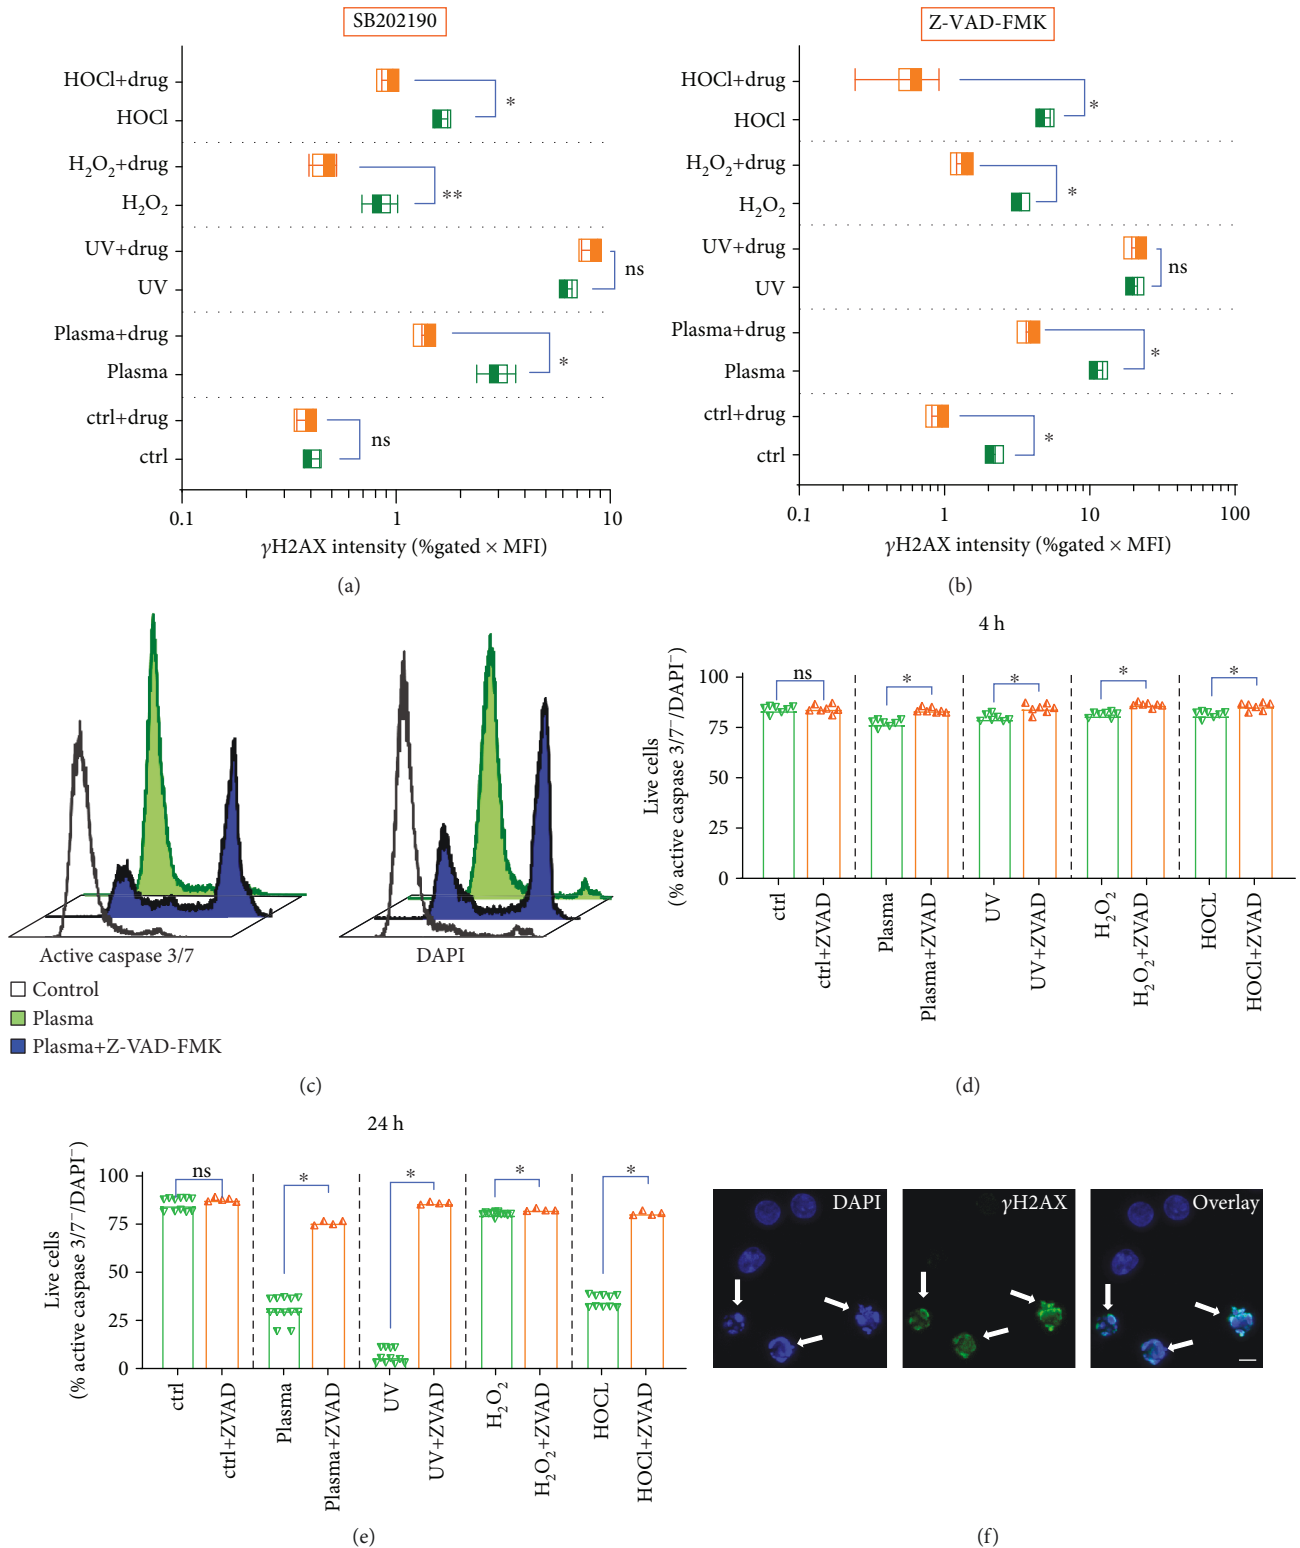 SB202190
HOCl+drug
HOCl
H₂O₂+drug
H₂O₂
UV+drug
UV
Plasma+drug
Plasma
ctrl+drug
ctrl
*
**
ns
*
ns
0.1 1 10
γH2AX intensity (%gated × MFI)
(a)
Z-VAD-FMK
HOCl+drug
HOCl
H₂O₂+drug
H₂O₂
UV+drug
UV
Plasma+drug
Plasma
ctrl+drug
ctrl
*
*
ns
*
*
0.1 1 10 100
γH2AX intensity (%gated × MFI)
(b)
Active caspase 3/7
DAPI
Control
Plasma
Plasma+Z-VAD-FMK
(c)
4 h
Live cells
(% active caspase 3/7⁻/DAPI⁻)
100
75
50
25
0
ns * * * *
ctrl
ctrl+ZVAD
Plasma
Plasma+ZVAD
UV
UV+ZVAD
H₂O₂
H₂O₂+ZVAD
HOCL
HOCl+ZVAD
(d)
24 h
Live cells
(% active caspase 3/7⁻/DAPI⁻)
100
75
50
25
0
ns * * * *
ctrl
ctrl+ZVAD
Plasma
Plasma+ZVAD
UV
UV+ZVAD
H₂O₂
H₂O₂+ZVAD
HOCL
HOCl+ZVAD
(e)
DAPI
γH2AX
Overlay
(f)